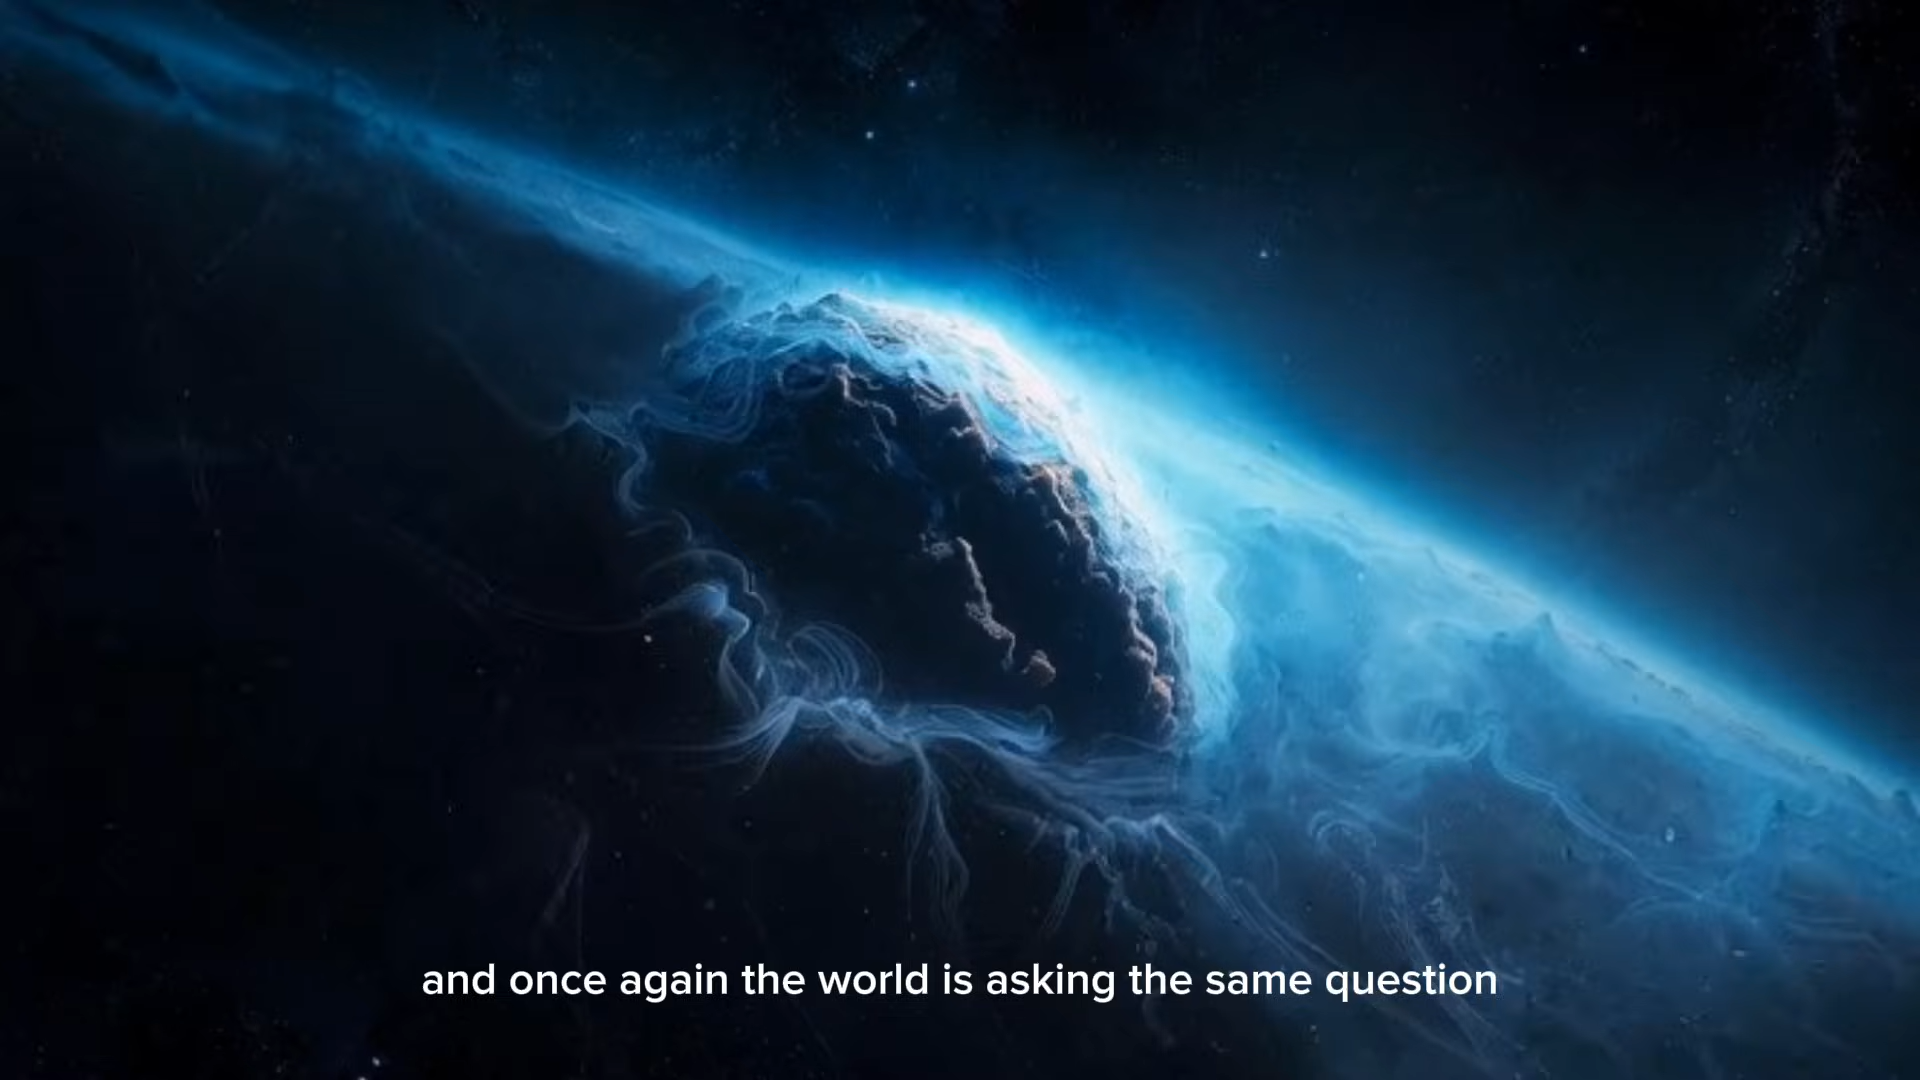 and once again the world is asking the same question